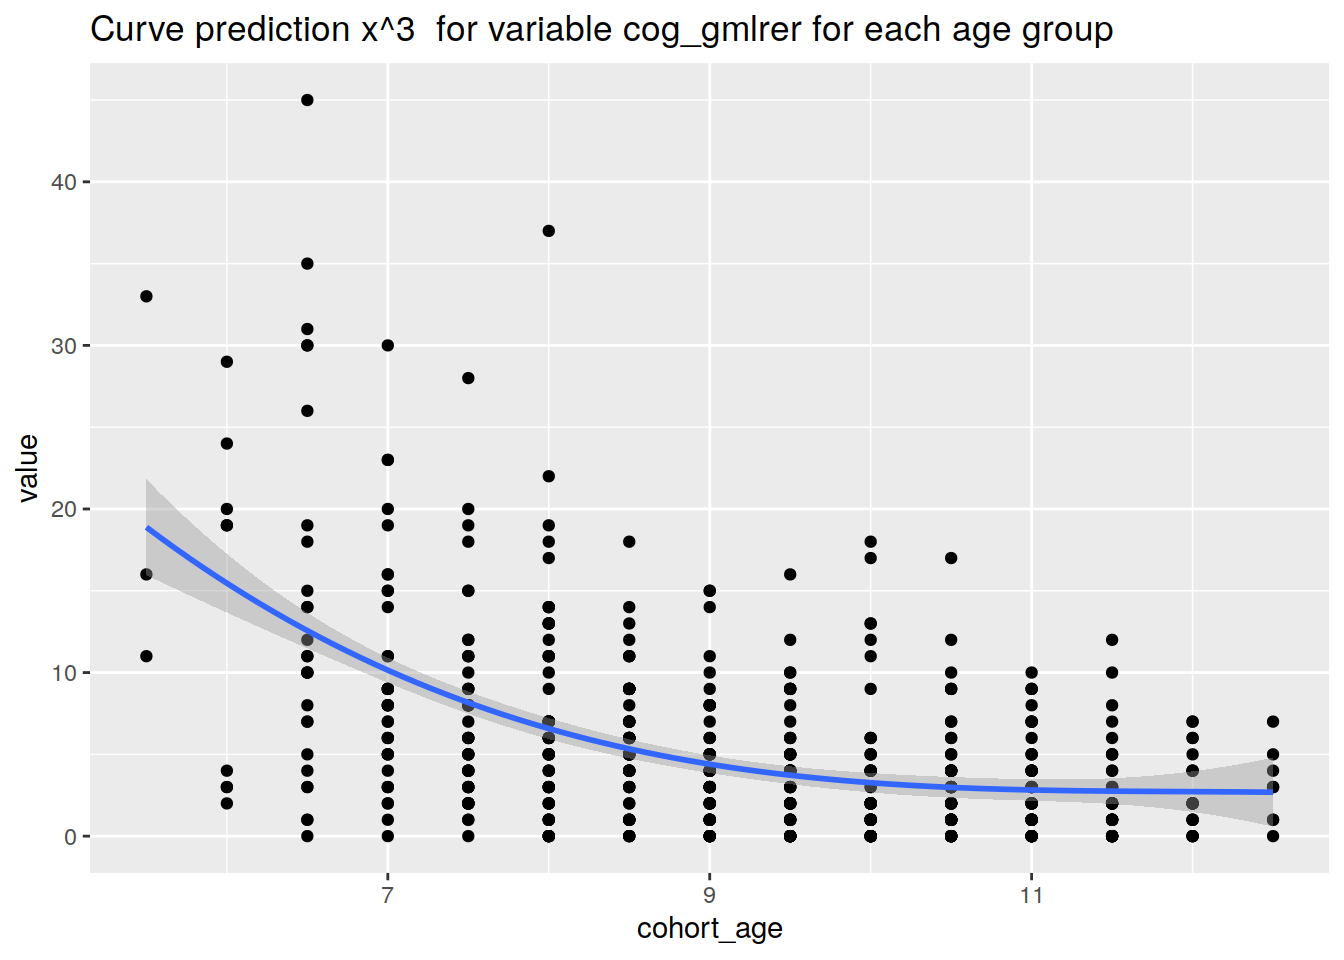 Curve prediction x^3  for variable cog_gmlrer for each age group
value
40
30
20
10
0
7 9 11
cohort_age